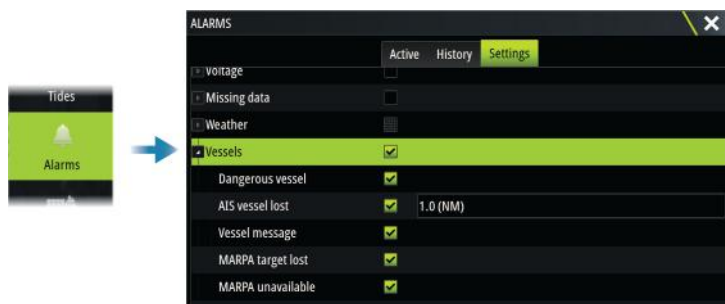 ALARMS
Active History Settings
Voltage
Missing data
Weather
Vessels
Dangerous vessel
AIS vessel lost 1.0 (NM)
Vessel message
MARPA target lost
MARPA unavailable
Tides
Alarms